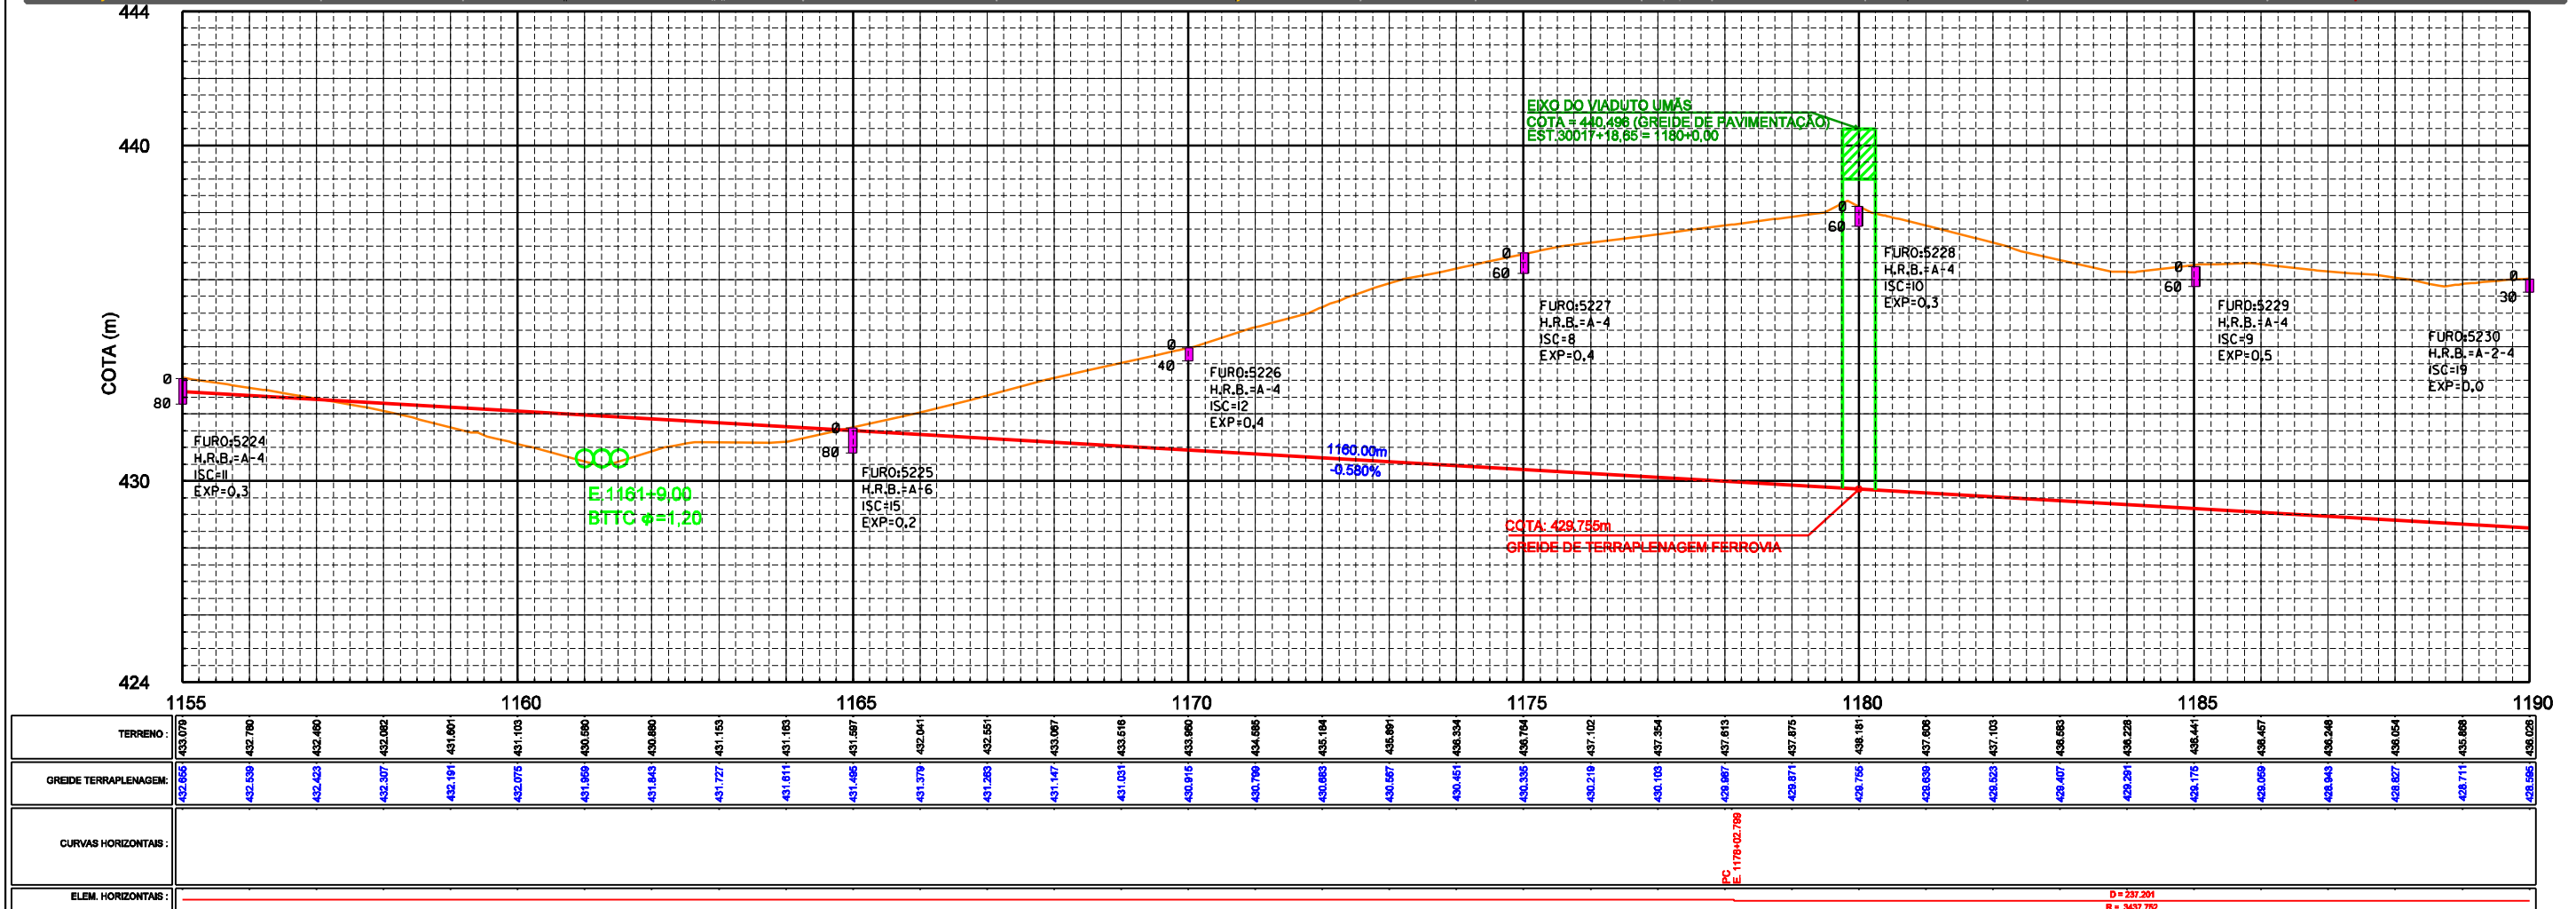 444
440
430
424
COTA (m)
EIXO DO VIADUTO UMÃS
COTA = 440,496 (GREIDE DE PAVIMENTAÇÃO)
EST.30017+18,65 = 1180+0,00
0
80
FURO:5224
H.R.B.=A-4
ISC=11
EXP=0.3
E.1161+9,00
BTTC φ=1,20
0
80
FURO:5225
H.R.B.=A-6
ISC=15
EXP=0.2
0
40
FURO:5226
H.R.B.=A-4
ISC=12
EXP=0.4
1160.00m
-0.580%
0
60
FURO:5227
H.R.B.=A-4
ISC=8
EXP=0.4
COTA: 429,755m
GREIDE DE TERRAPLENAGEM FERROVIA
0
60
FURO:5228
H.R.B.=A-4
ISC=10
EXP=0.3
0
60
FURO:5229
H.R.B.=A-4
ISC=9
EXP=0.5
0
30
FURO:5230
H.R.B.=A-2-4
ISC=19
EXP=0.0
1155 1160 1165 1170 1175 1180 1185 1190
TERRENO : 433.079 432.780 432.460 432.082 431.601 431.103 430.580 430.880 431.153 431.163 431.597 432.041 432.551 433.067 433.516 433.960 434.585 435.184 435.891 436.334 436.764 437.102 437.354 437.613 437.875 438.181 437.606 437.103 436.583 436.228 436.441 436.457 436.248 436.054 435.868 436.026
GREIDE TERRAPLENAGEM: 432.655 432.539 432.423 432.307 432.191 432.075 431.959 431.843 431.727 431.611 431.495 431.379 431.263 431.147 431.031 430.915 430.799 430.683 430.567 430.451 430.335 430.219 430.103 429.987 429.871 429.755 429.639 429.523 429.407 429.291 429.175 429.059 428.943 428.827 428.711 428.595
CURVAS HORIZONTAIS :
PC
E. 1178+02.799
ELEM. HORIZONTAIS :
D = 237.201
R = 3437.752